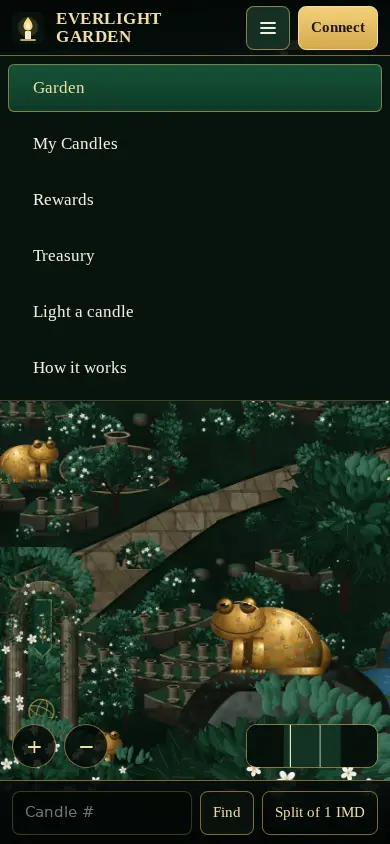 EVERLIGHT
GARDEN
Connect
Garden
My Candles
Rewards
Treasury
Light a candle
How it works
+
−
Candle #
Find
Split of 1 IMD